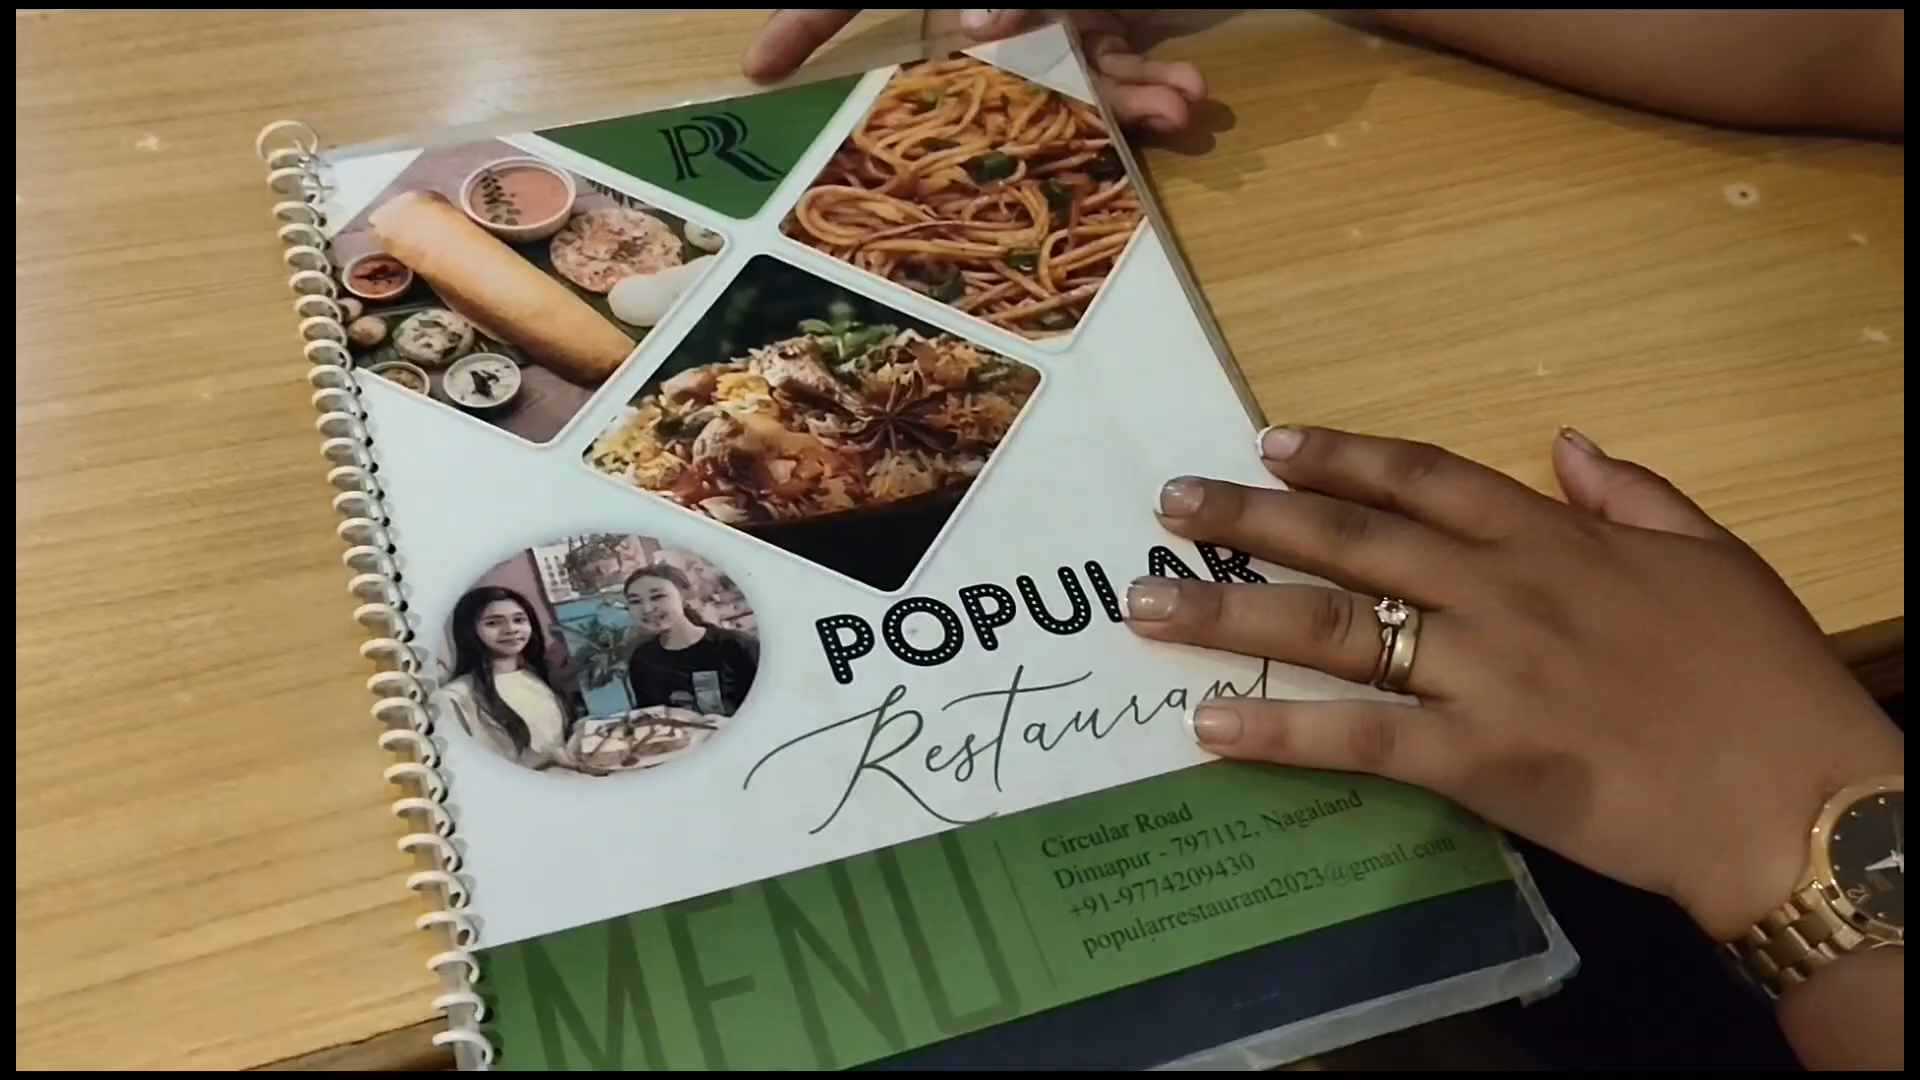 PR
POPULAR
Restaurant
MENU
Circular Road
Dimapur - 797112, Nagaland
+91-9774209430
popularrestaurant2023@gmail.com